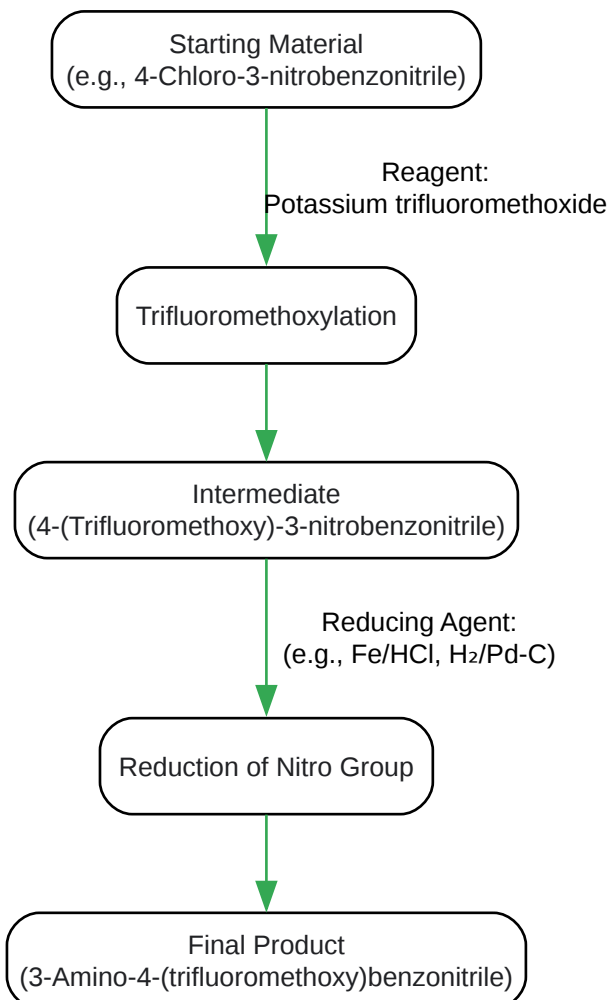 Starting Material
(e.g., 4-Chloro-3-nitrobenzonitrile)
Reagent:
Potassium trifluoromethoxide
Trifluoromethoxylation
Intermediate
(4-(Trifluoromethoxy)-3-nitrobenzonitrile)
Reducing Agent:
(e.g., Fe/HCl, H₂/Pd-C)
Reduction of Nitro Group
Final Product
(3-Amino-4-(trifluoromethoxy)benzonitrile)